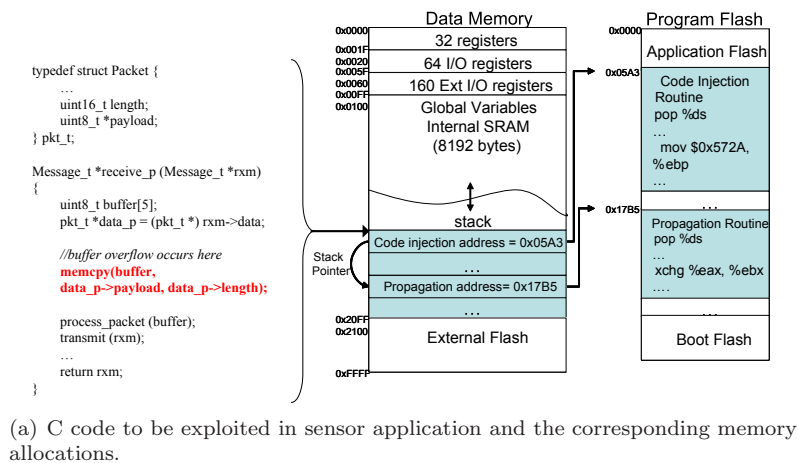 typedef struct Packet {
…
uint16_t length;
uint8_t *payload;
} pkt_t;
Message_t *receive_p (Message_t *rxm)
{
uint8_t buffer[5];
pkt_t *data_p = (pkt_t *) rxm->data;
//buffer overflow occurs here
memcpy(buffer,
data_p->payload, data_p->length);
process_packet (buffer);
transmit (rxm);
…
return rxm;
}
Data Memory
0x0000
32 registers
0x001F
0x0020
64 I/O registers
0x005F
0x0060
160 Ext I/O registers
0x00FF
0x0100
Global Variables
Internal SRAM
(8192 bytes)
stack
Code injection address = 0x05A3
…
Stack
Pointer
Propagation address= 0x17B5
…
0x20FF
0x2100
External Flash
0xFFFF
Program Flash
0x0000
Application Flash
0x05A3
Code Injection
Routine
pop %ds
…
mov $0x572A,
%ebp
…
…
0x17B5
Propagation Routine
pop %ds
…
xchg %eax, %ebx
….
…
Boot Flash
(a) C code to be exploited in sensor application and the corresponding memory
allocations.